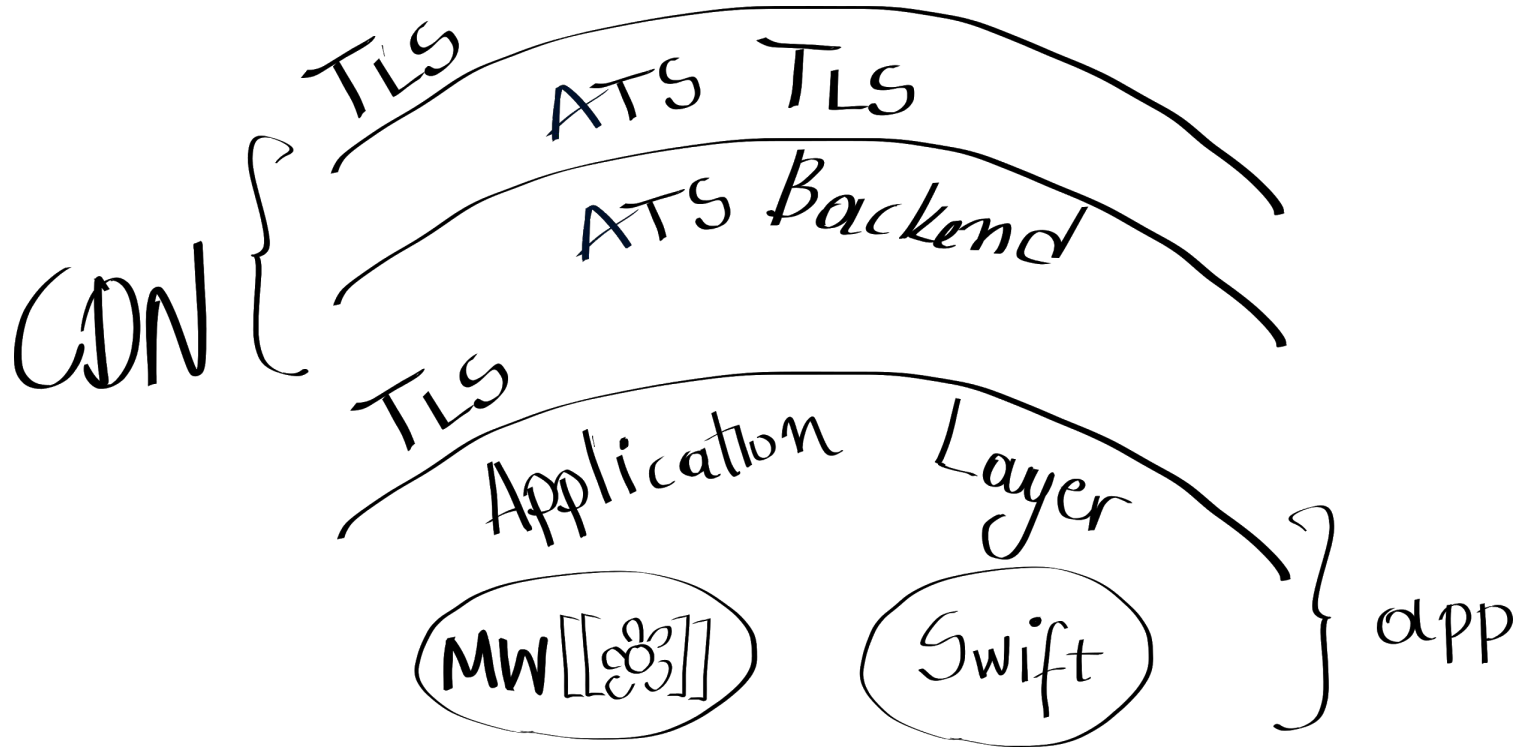 TLS
ATS TLS
ATS Backend
CDN
TLS
Application Layer
MW[[ ]]
Swift
app